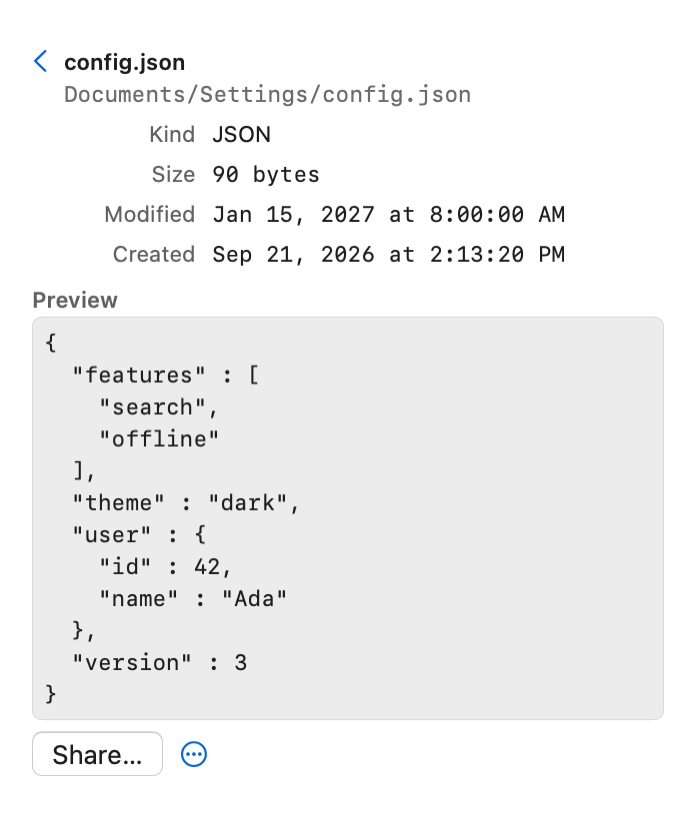 config.json
Documents/Settings/config.json
Kind JSON
Size 90 bytes
Modified Jan 15, 2027 at 8:00:00 AM
Created Sep 21, 2026 at 2:13:20 PM
Preview
{
  "features" : [
    "search",
    "offline"
  ],
  "theme" : "dark",
  "user" : {
    "id" : 42,
    "name" : "Ada"
  },
  "version" : 3
}
Share...